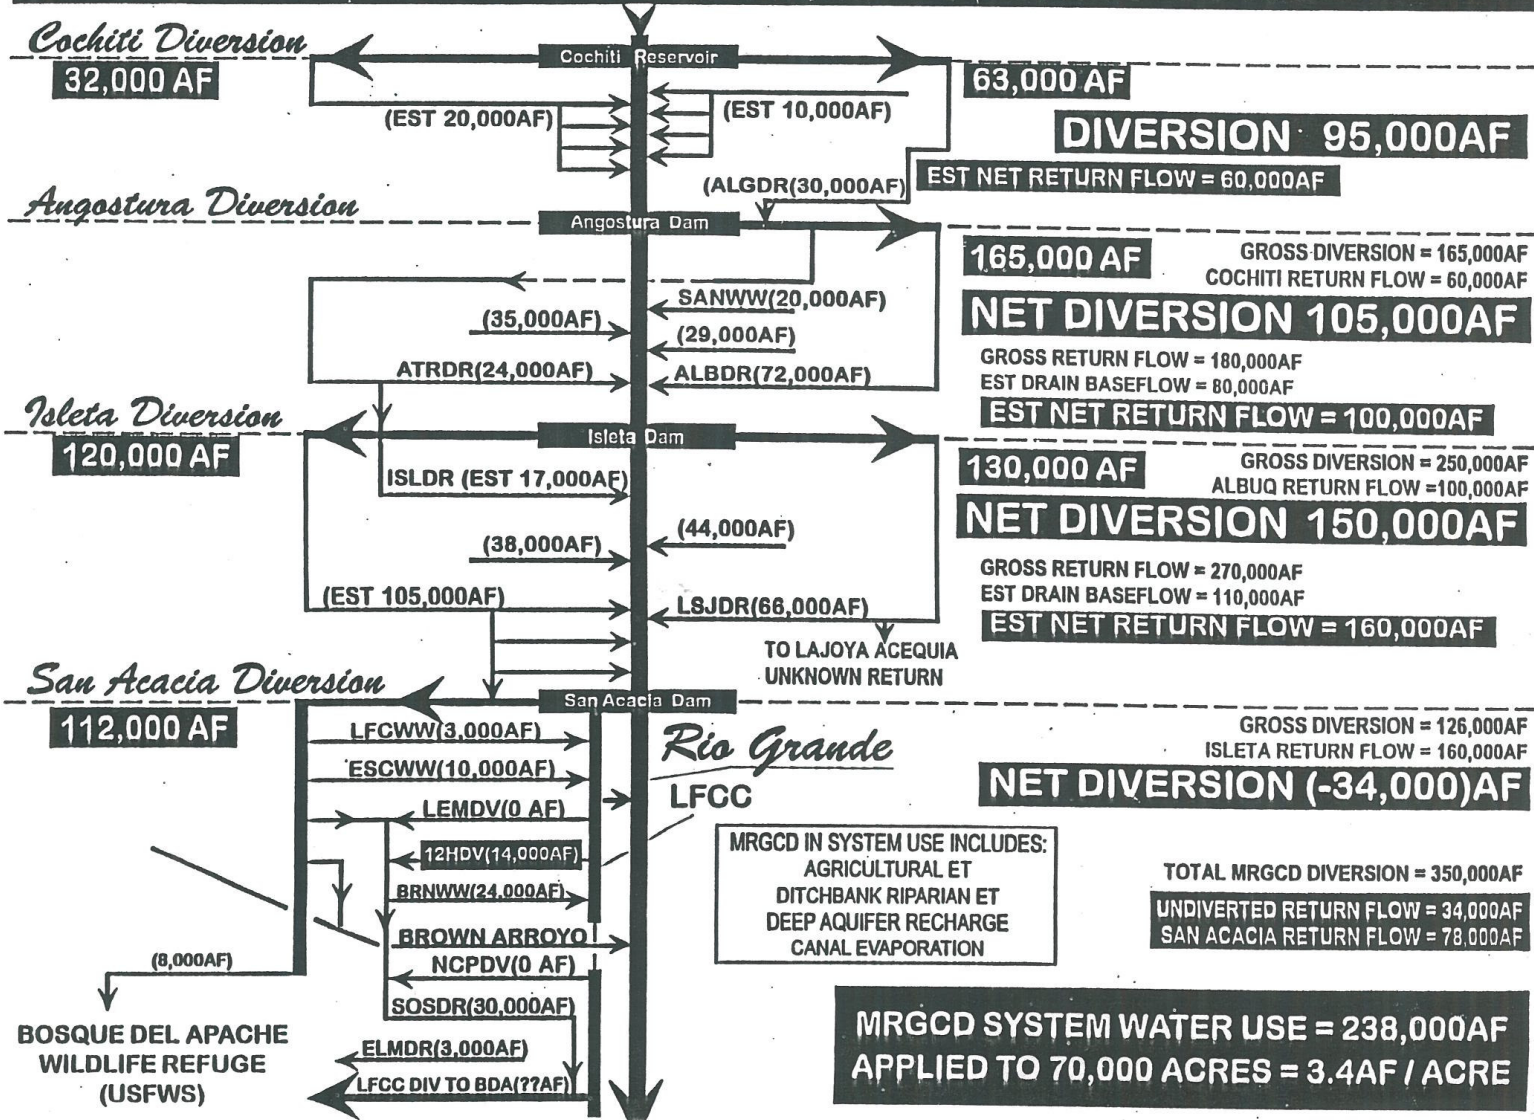 Cochiti Diversion
32,000 AF
Cochiti Reservoir
63,000 AF
(EST 20,000AF)
(EST 10,000AF)
DIVERSION 95,000AF
EST NET RETURN FLOW = 60,000AF
(ALGDR(30,000AF)
Angostura Diversion
Angostura Dam
165,000 AF
GROSS DIVERSION = 165,000AF
COCHITI RETURN FLOW = 60,000AF
NET DIVERSION 105,000AF
SANWW(20,000AF)
(35,000AF)
(29,000AF)
ATRDR(24,000AF)
ALBDR(72,000AF)
GROSS RETURN FLOW = 180,000AF
EST DRAIN BASEFLOW = 80,000AF
EST NET RETURN FLOW = 100,000AF
Isleta Diversion
120,000 AF
Isleta Dam
130,000 AF
GROSS DIVERSION = 250,000AF
ALBUQ RETURN FLOW =100,000AF
NET DIVERSION 150,000AF
ISLDR (EST 17,000AF)
(38,000AF)
(44,000AF)
(EST 105,000AF)
LSJDR(66,000AF)
GROSS RETURN FLOW = 270,000AF
EST DRAIN BASEFLOW = 110,000AF
EST NET RETURN FLOW = 160,000AF
TO LAJOYA ACEQUIA
UNKNOWN RETURN
San Acacia Diversion
112,000 AF
San Acacia Dam
GROSS DIVERSION = 126,000AF
ISLETA RETURN FLOW = 160,000AF
NET DIVERSION (-34,000)AF
LFCWW(3,000AF)
ESCWW(10,000AF)
LEMDV(0 AF)
12HDV(14,000AF)
BRNWW(24,000AF)
BROWN ARROYO
NCPDV(0 AF)
SOSDR(30,000AF)
ELMDR(3,000AF)
LFCC DIV TO BDA(??AF)
(8,000AF)
BOSQUE DEL APACHE
WILDLIFE REFUGE
(USFWS)
Rio Grande
LFCC
MRGCD IN SYSTEM USE INCLUDES:
AGRICULTURAL ET
DITCHBANK RIPARIAN ET
DEEP AQUIFER RECHARGE
CANAL EVAPORATION
TOTAL MRGCD DIVERSION = 350,000AF
UNDIVERTED RETURN FLOW = 34,000AF
SAN ACACIA RETURN FLOW = 78,000AF
MRGCD SYSTEM WATER USE = 238,000AF
APPLIED TO 70,000 ACRES = 3.4AF / ACRE